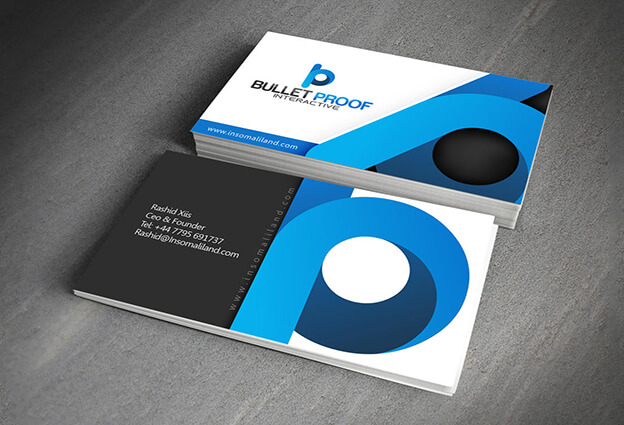 BULLET PROOF
INTERACTIVE
www.insomaliland.com
Rashid Xiis
Ceo & Founder
Tel: +44 7795 691737
Rashid@Insomaliland.com
www.insomaliland.com